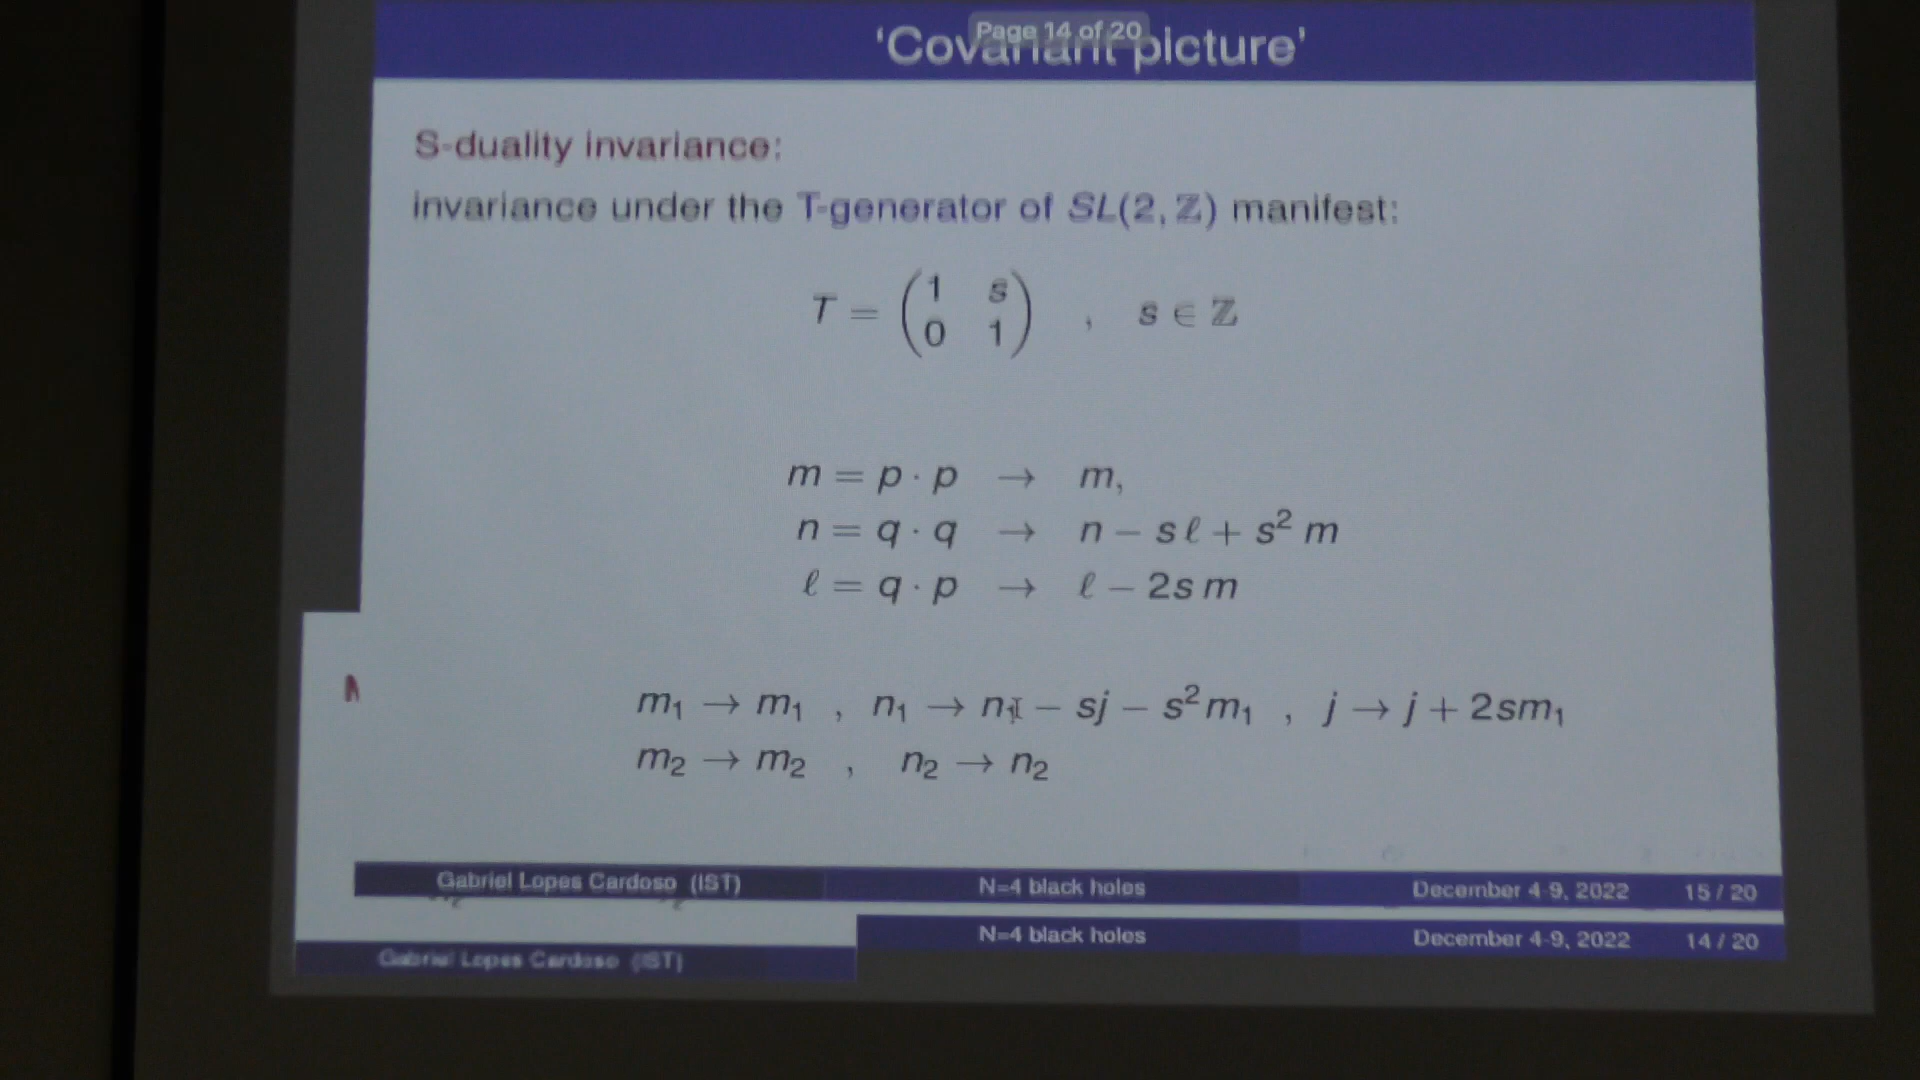 Page 14 of 20
'Covariant picture'
S-duality invariance:
invariance under the T-generator of SL(2, ℤ) manifest:
T = ( 1 s
0 1 ) , s ∈ ℤ
m = p · p → m,
n = q · q → n − s ℓ + s² m
ℓ = q · p → ℓ − 2s m
m₁ → m₁ , n₁ → n₁ − sj − s²m₁ , j → j + 2sm₁
m₂ → m₂ , n₂ → n₂
Gabriel Lopes Cardoso (IST) N=4 black holes December 4-9, 2022 15 / 20
N=4 black holes December 4-9, 2022 14 / 20
Gabriel Lopes Cardoso (IST)